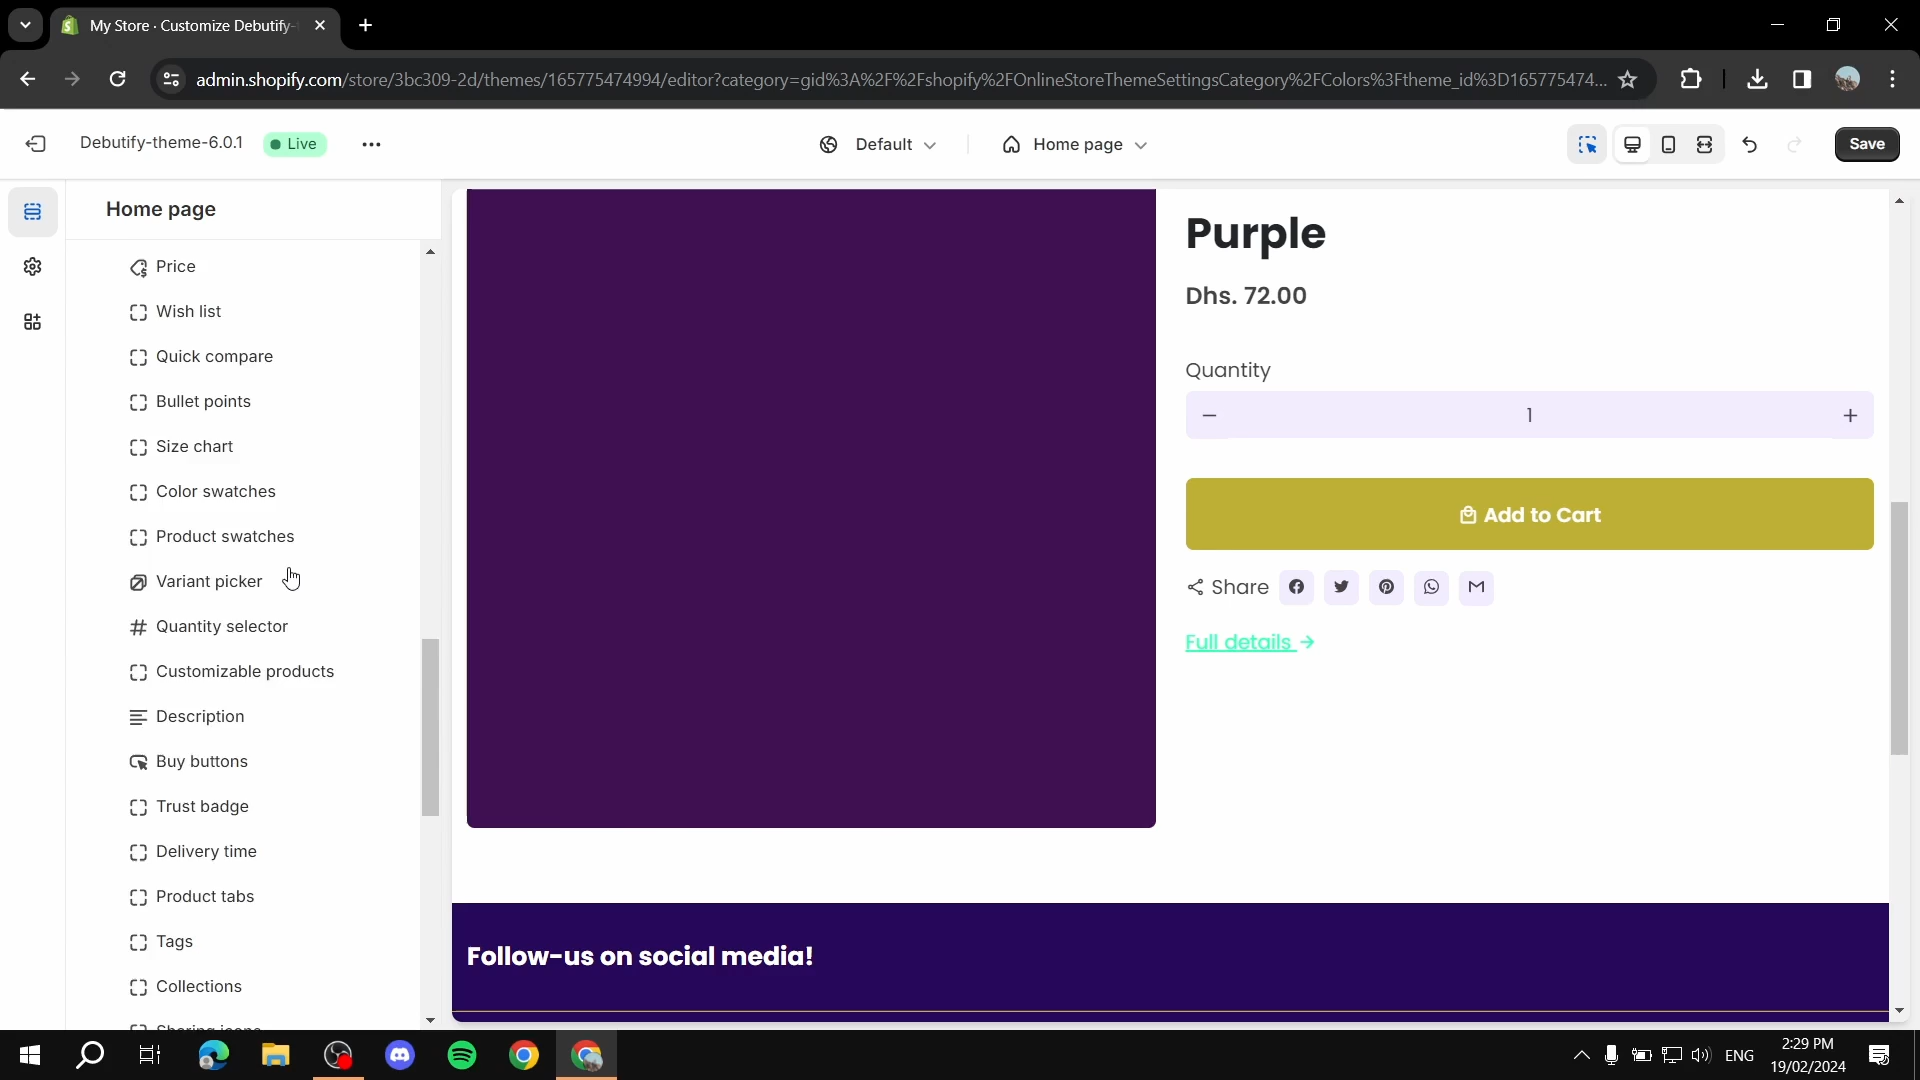 My Store · Customize Debutify-
admin.shopify.com/store/3bc309-2d/themes/165775474994/editor?category=gid%3A%2F%2Fshopify%2FOnlineStoreThemeSettingsCategory%2FColors%3Ftheme_id%3D165775474...
Debutify-theme-6.0.1
Live
Default
Home page
Save
Home page
Price
Wish list
Quick compare
Bullet points
Size chart
Color swatches
Product swatches
Variant picker
Quantity selector
Customizable products
Description
Buy buttons
Trust badge
Delivery time
Product tabs
Tags
Collections
Sharing icons
Purple
Dhs. 72.00
Quantity
1
Add to Cart
Share
Full details
Follow-us on social media!
ENG
2:29 PM
19/02/2024